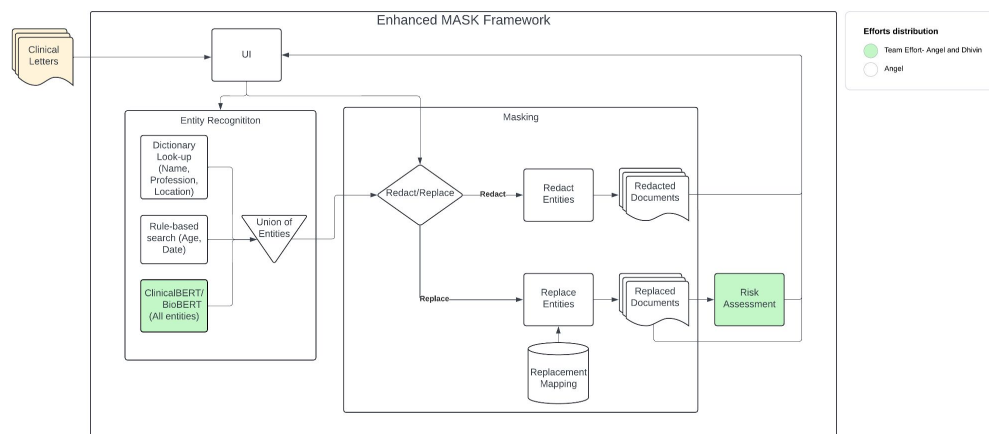 Enhanced MASK Framework
Efforts distribution
Team Effort- Angel and Dhivin
Angel
Clinical
Letters
UI
Entity Recognititon
Dictionary
Look-up
(Name,
Profession,
Location)
Rule-based
search (Age,
Date)
ClinicalBERT/
BioBERT
(All entities)
Union of
Entities
Masking
Redact/Replace
Redact
Redact
Entities
Redacted
Documents
Replace
Replace
Entities
Replaced
Documents
Risk
Assessment
Replacement
Mapping